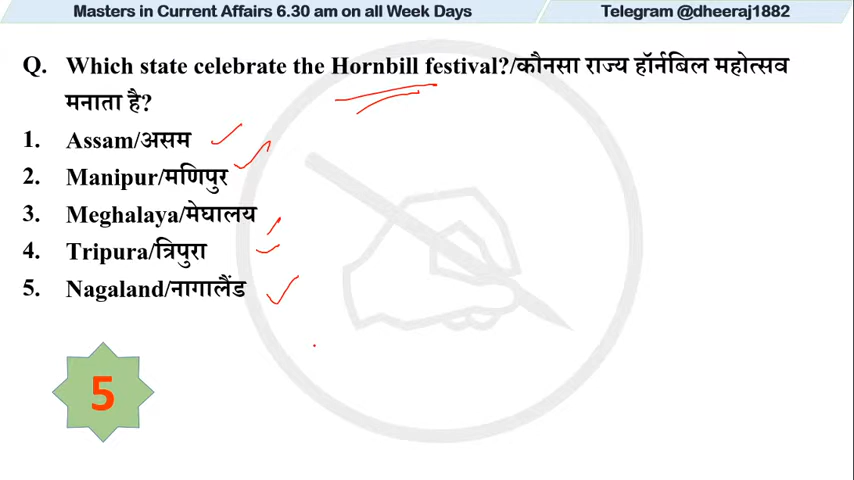 Masters in Current Affairs 6.30 am on all Week Days Telegram @dheeraj1882
Q. Which state celebrate the Hornbill festival?/कौनसा राज्य हॉर्नबिल महोत्सव
मनाता है?
1. Assam/असम
2. Manipur/मणिपुर
3. Meghalaya/मेघालय
4. Tripura/त्रिपुरा
5. Nagaland/नागालैंड
5